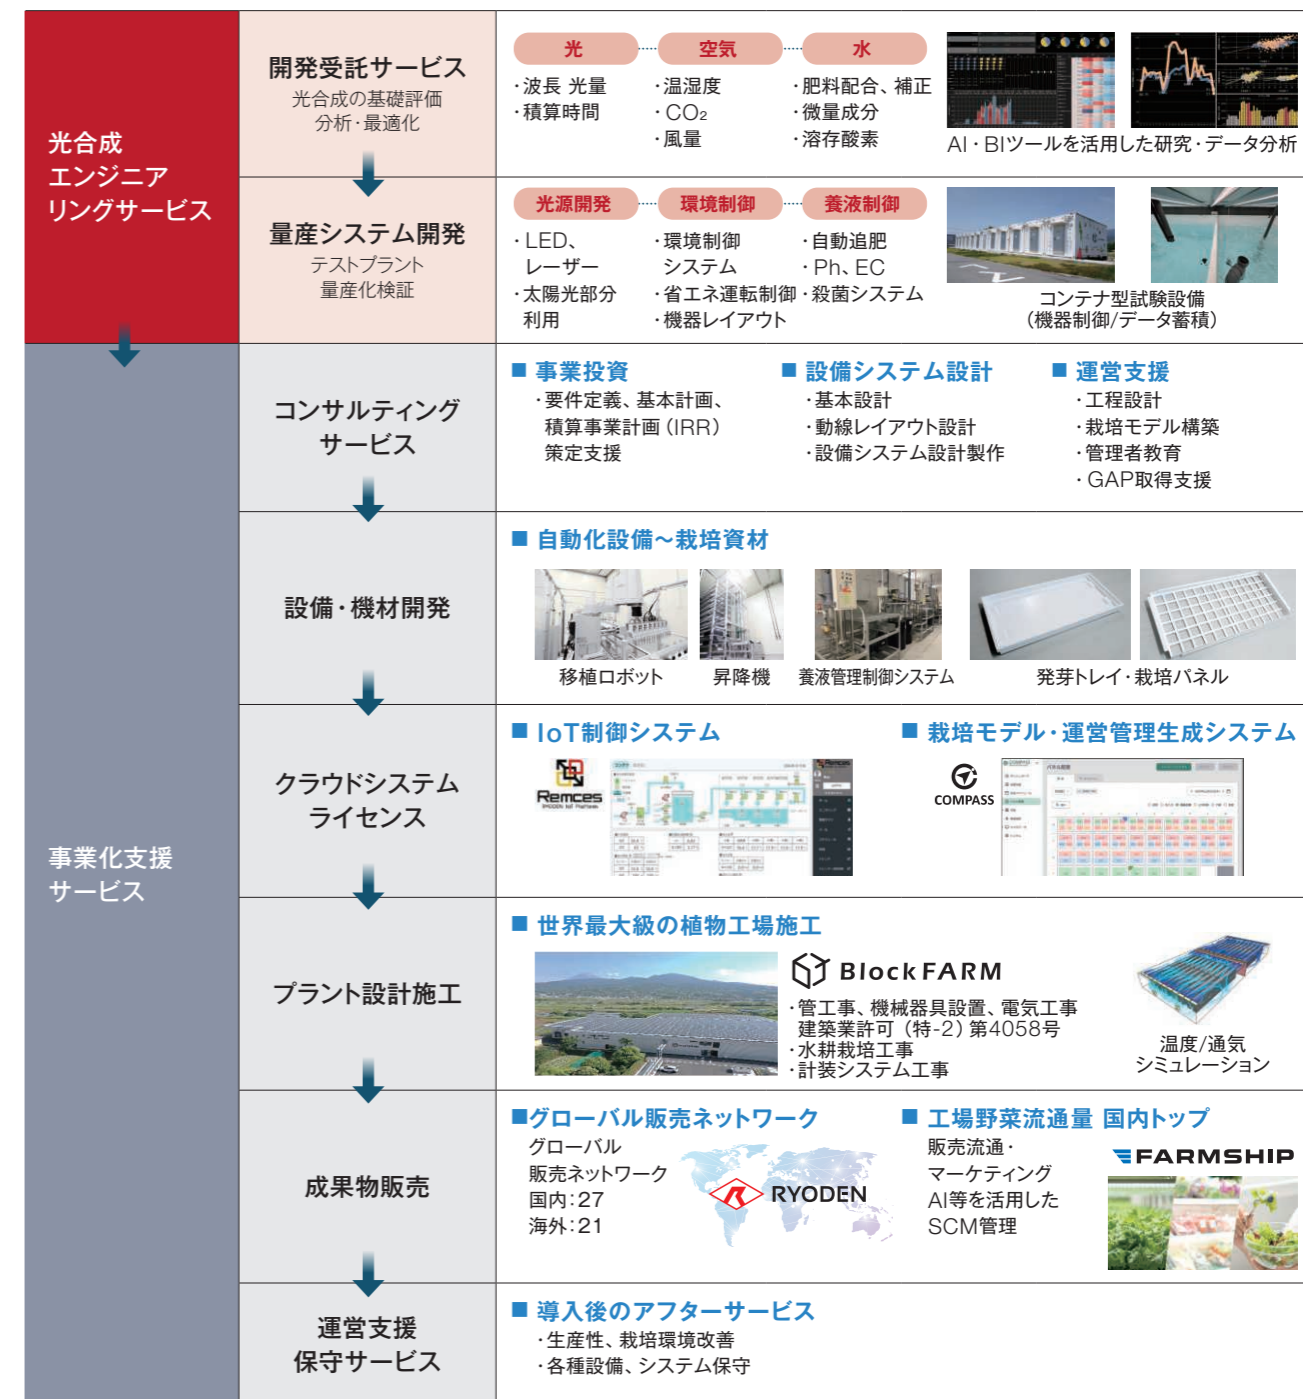 光合成
エンジニア
リングサービス
開発受託サービス
光合成の基礎評価
分析・最適化
光
・波長 光量
・積算時間
空気
・温湿度
・CO₂
・風量
水
・肥料配合、補正
・微量成分
・溶存酸素
AI・BIツールを活用した研究・データ分析
量産システム開発
テストプラント
量産化検証
光源開発
・LED、
レーザー
・太陽光部分
利用
環境制御
・環境制御
システム
・省エネ運転制御
・機器レイアウト
養液制御
・自動追肥
・Ph、EC
・殺菌システム
コンテナ型試験設備
(機器制御/データ蓄積)
事業化支援
サービス
コンサルティング
サービス
■ 事業投資
・要件定義、基本計画、
積算事業計画(IRR)
策定支援
■ 設備システム設計
・基本設計
・動線レイアウト設計
・設備システム設計製作
■ 運営支援
・工程設計
・栽培モデル構築
・管理者教育
・GAP取得支援
設備・機材開発
■ 自動化設備〜栽培資材
移植ロボット
昇降機
養液管理制御システム
発芽トレイ・栽培パネル
クラウドシステム
ライセンス
■ IoT制御システム
Remces
RYODEN IoT Platform
■ 栽培モデル・運営管理生成システム
COMPASS
プラント設計施工
■ 世界最大級の植物工場施工
BlockFARM
・管工事、機械器具設置、電気工事
建築業許可(特-2)第4058号
・水耕栽培工事
・計装システム工事
温度/通気
シミュレーション
成果物販売
■グローバル販売ネットワーク
グローバル
販売ネットワーク
国内：27
海外：21
RYODEN
■ 工場野菜流通量 国内トップ
販売流通・
マーケティング
AI等を活用した
SCM管理
FARMSHIP
運営支援
保守サービス
■ 導入後のアフターサービス
・生産性、栽培環境改善
・各種設備、システム保守